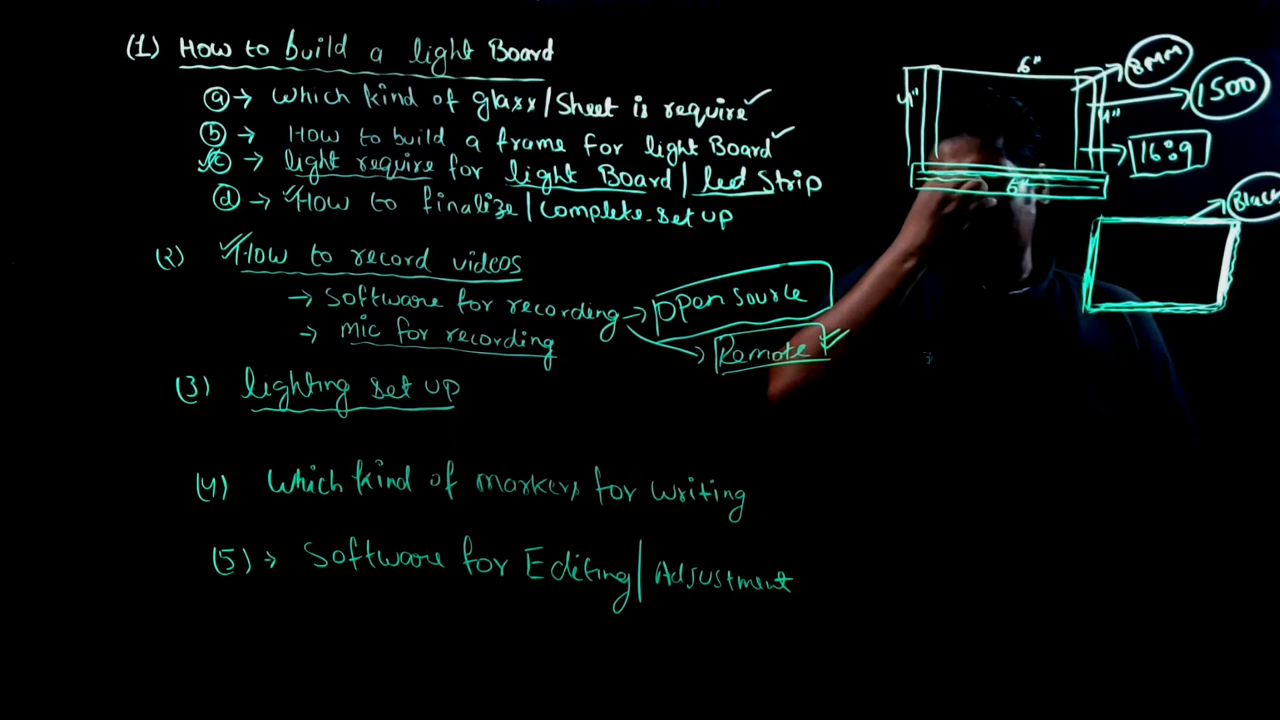 (1) How to build a light Board
(a) → Which kind of glass/Sheet is require ✓
(b) → How to build a frame for light Board ✓
(c) → light require for light Board/led Strip
(d) → How to finalize/Complete set up
(2) How to record videos
→ Software for recording → Open Source
→ mic for recording
→ Remote
(3) lighting set up
(4) Which kind of markers for writing
(5) → Software for Editing/Adjustment
6"
8MM
4"
4"
1500
16:9
6"
Black